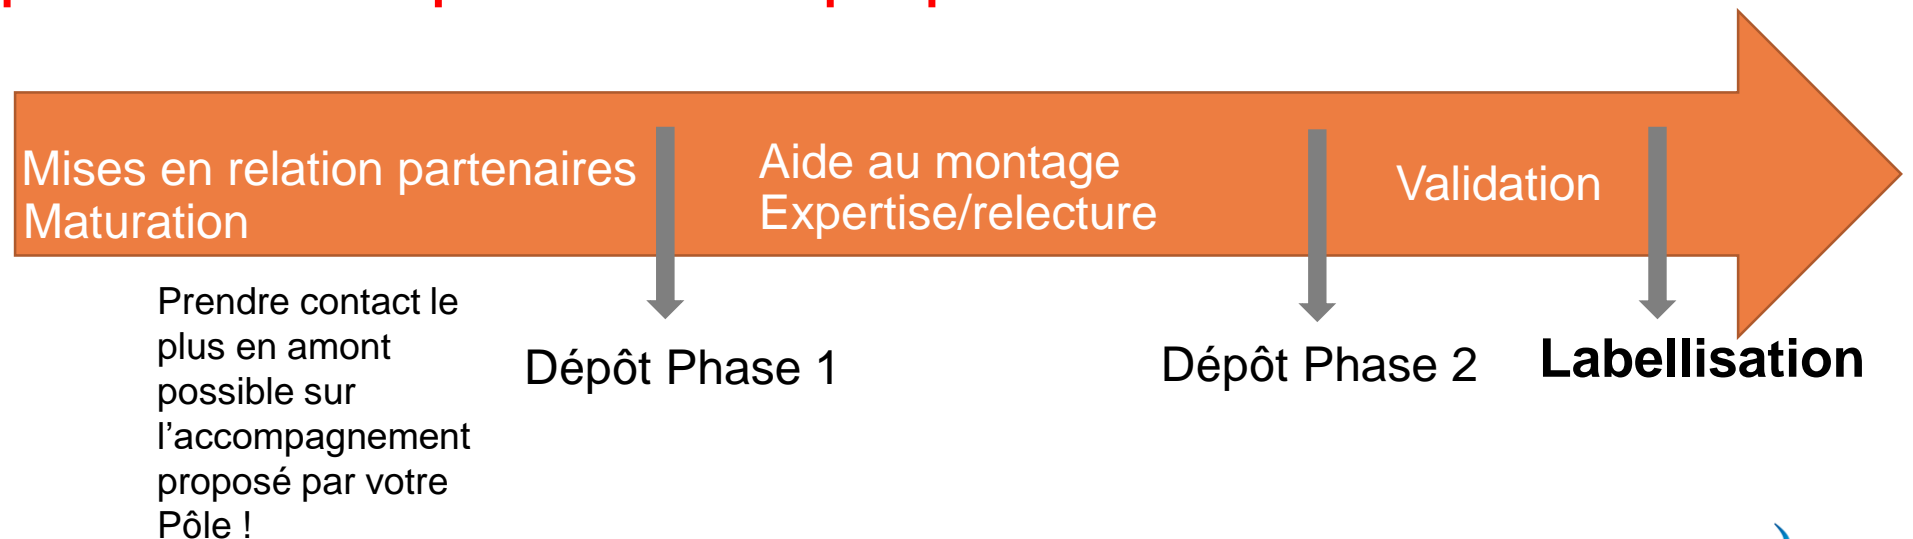 Mises en relation partenaires
Maturation
Aide au montage
Expertise/relecture
Validation
Prendre contact le
plus en amont
possible sur
l’accompagnement
proposé par votre
Pôle !
Dépôt Phase 1
Dépôt Phase 2
Labellisation